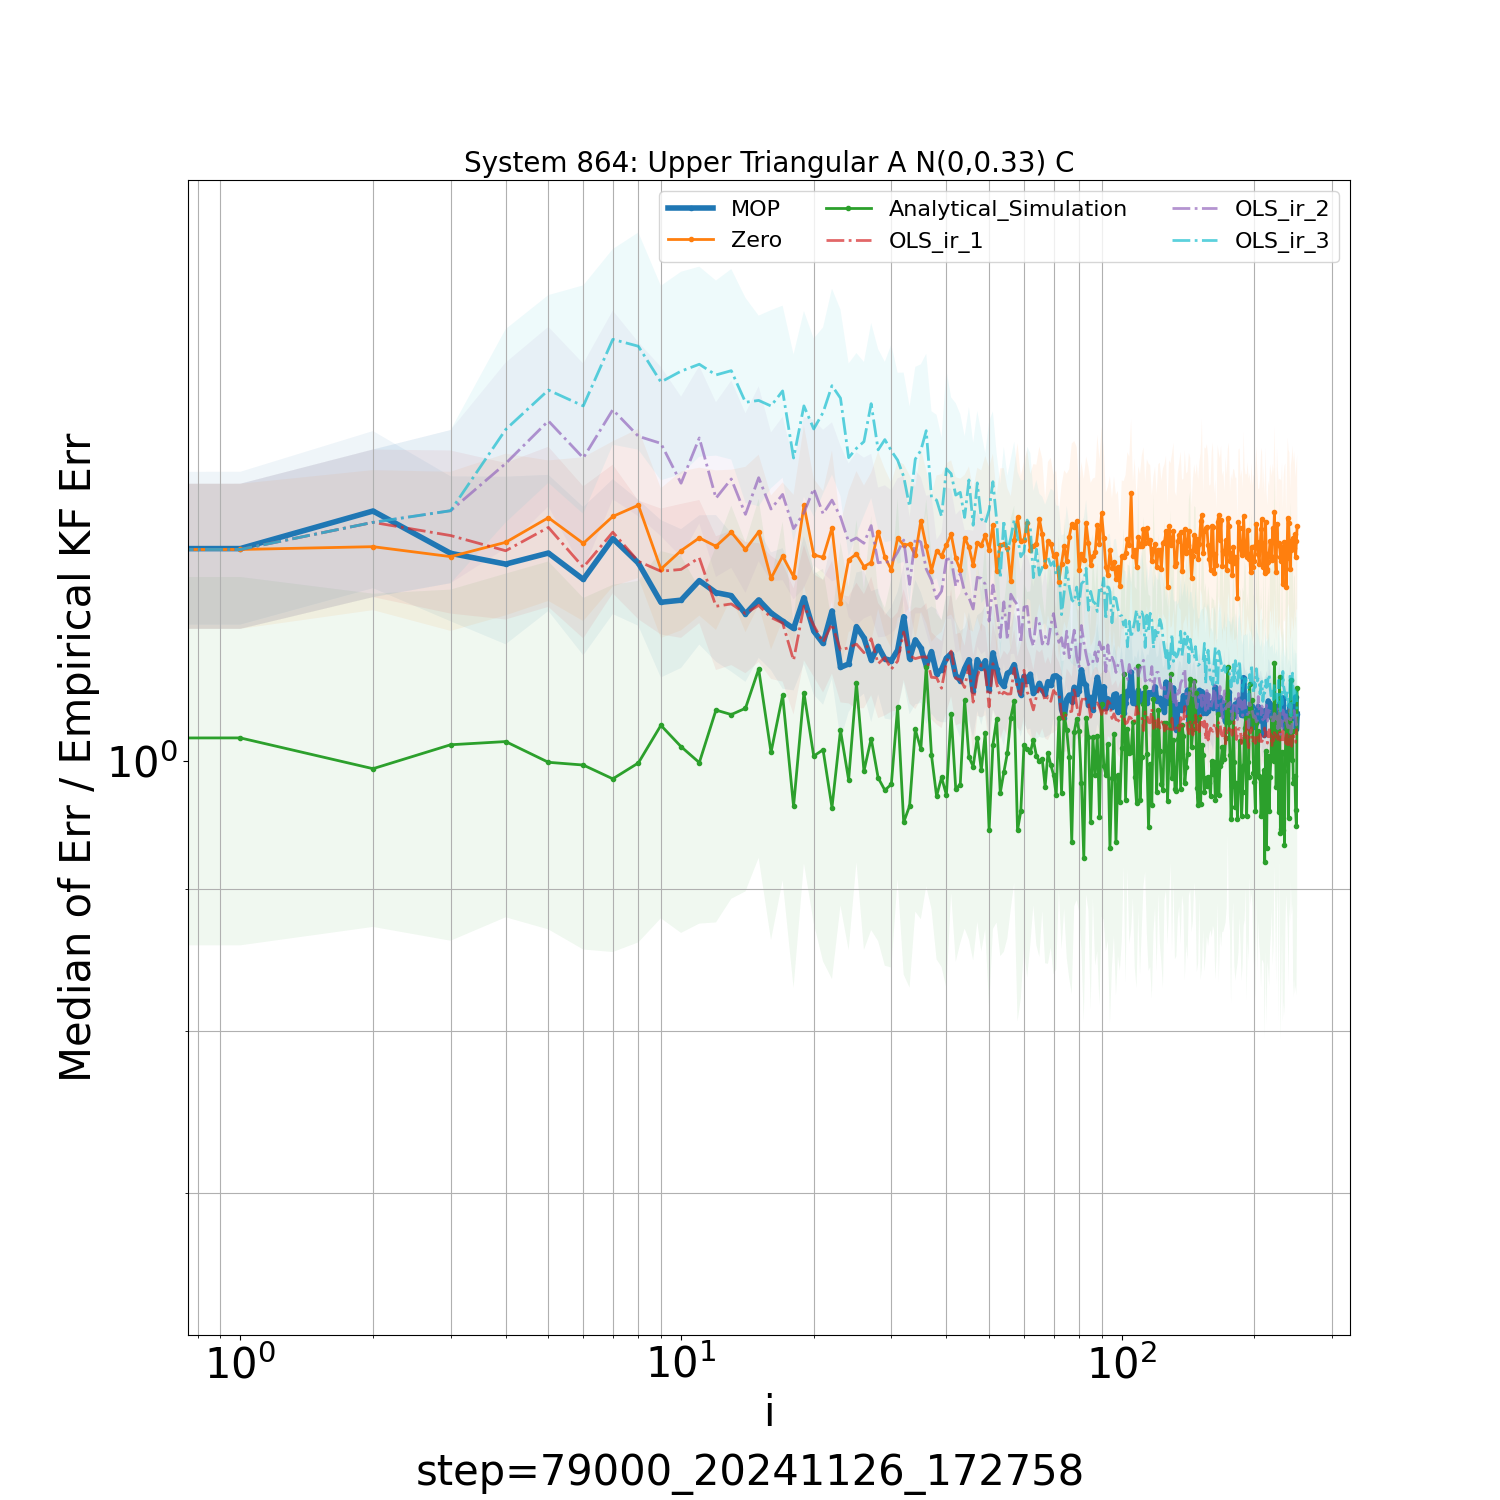 System 864: Upper Triangular A N(0,0.33) C
MOP
Zero
Analytical_Simulation
OLS_ir_1
OLS_ir_2
OLS_ir_3
Median of Err / Empirical KF Err
10⁰
10⁰
10¹
10²
i
step=79000_20241126_172758